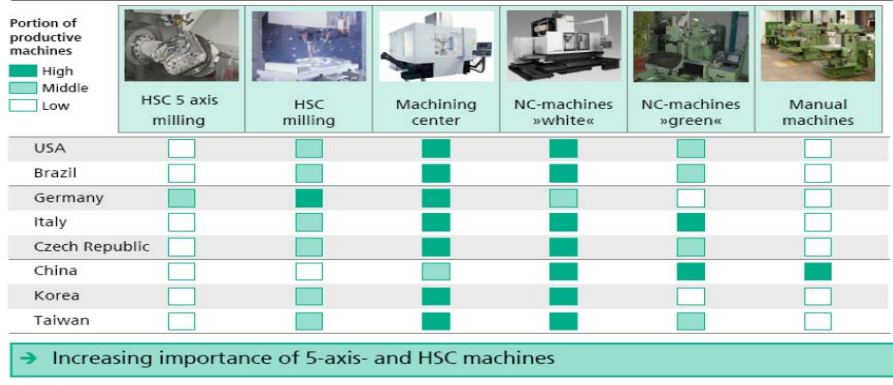 Portion of
productive
machines
High
Middle
Low
HSC 5 axis
milling
HSC
milling
Machining
center
NC-machines
»white«
NC-machines
»green«
Manual
machines
USA
Brazil
Germany
Italy
Czech Republic
China
Korea
Taiwan
➔ Increasing importance of 5-axis- and HSC machines